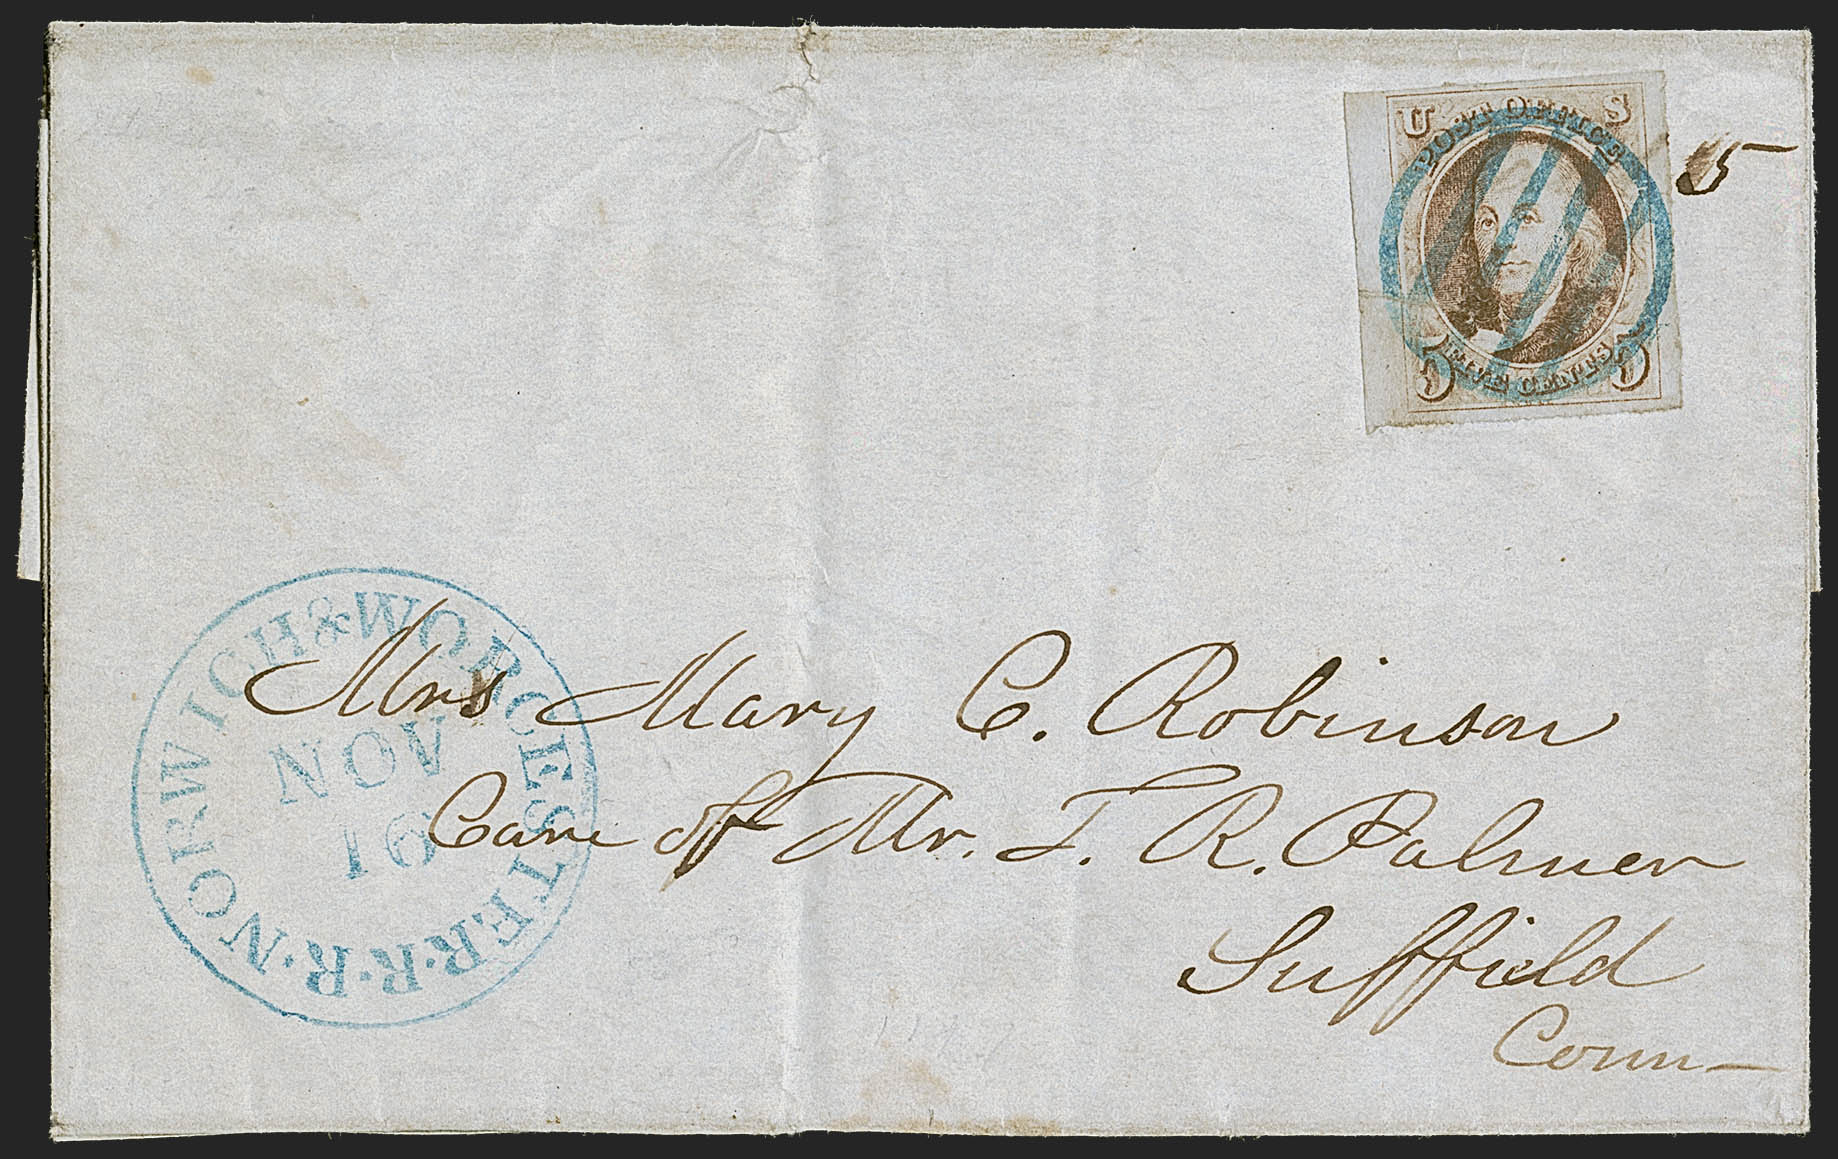 U S
POST OFFICE
FIVE CENTS
5 5
5
NORWICH & WORCESTER R. R. R.
NOV
16
Mrs Mary C. Robinson
Care of Mr. T. R. Palmer
Suffield
Conn